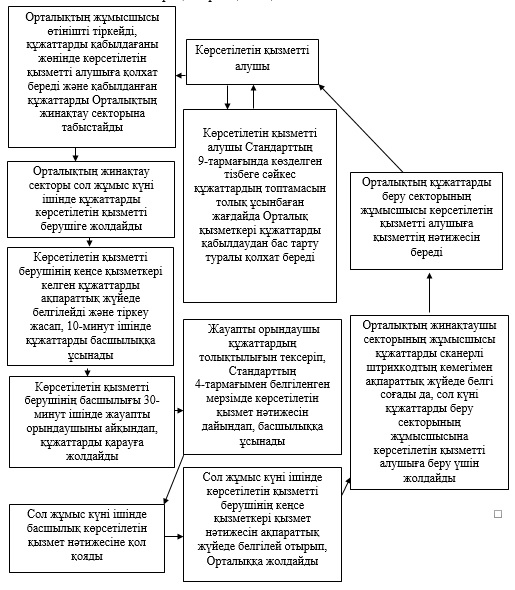 Орталықтың жұмысшысы
өтінішті тіркейді,
құжаттарды қабылдағаны
жөнінде көрсетілетін
қызметті алушыға қолхат
береді және қабылданған
құжаттарды Орталықтың
жинақтау секторына
табыстайды
Көрсетілетін қызметті
алушы
Көрсетілетін қызметті
алушы Стандарттың
9-тармағында көзделген
тізбеге сәйкес
құжаттардың топтамасын
толық ұсынбаған
жағдайда Орталық
қызметкері құжаттарды
қабылдаудан бас тарту
туралы қолхат береді
Орталықтың жинақтау
секторы сол жұмыс күні
ішінде құжаттарды
көрсетілетін қызметті
берушіге жолдайды
Орталықтың құжаттарды
беру секторының
жұмысшысы көрсетілетін
қызметті алушыға
қызметтің нәтижесін
береді
Көрсетілетін қызметті
берушінің кеңсе қызметкері
келген құжаттарды
ақпараттық жүйеде
белгілейді және тіркеу
жасап, 10-минут ішінде
құжаттарды басшылыққа
ұсынады
Жауапты орындаушы
құжаттардың
толықтылығын тексеріп,
Стандарттың
4-тармағымен белгіленген
мерзімде көрсетілетін
қызмет нәтижесін
дайындап, басшылыққа
ұсынады
Орталықтың жинақтаушы
секторының жұмысшысы
құжаттарды сканерлі
штрихкодтың көмегімен
ақпараттық жүйеде белгі
соғады да, сол күні
құжаттарды беру
секторының
жұмысшысына
көрсетілетін қызметті
алушыға беру үшін
жолдайды
Көрсетілетін қызметті
берушінің басшылығы 30-
минут ішінде жауапты
орындаушыны айқындап,
құжаттарды қарауға
жолдайды
Сол жұмыс күні ішінде
көрсетілетін қызметті
берушінің кеңсе
қызметкері қызмет
нәтижесін ақпараттық
жүйеде белгілей отырып,
Орталыққа жолдайды
Сол жұмыс күні ішінде
басшылық көрсетілетін
қызмет нәтижесіне қол
қояды